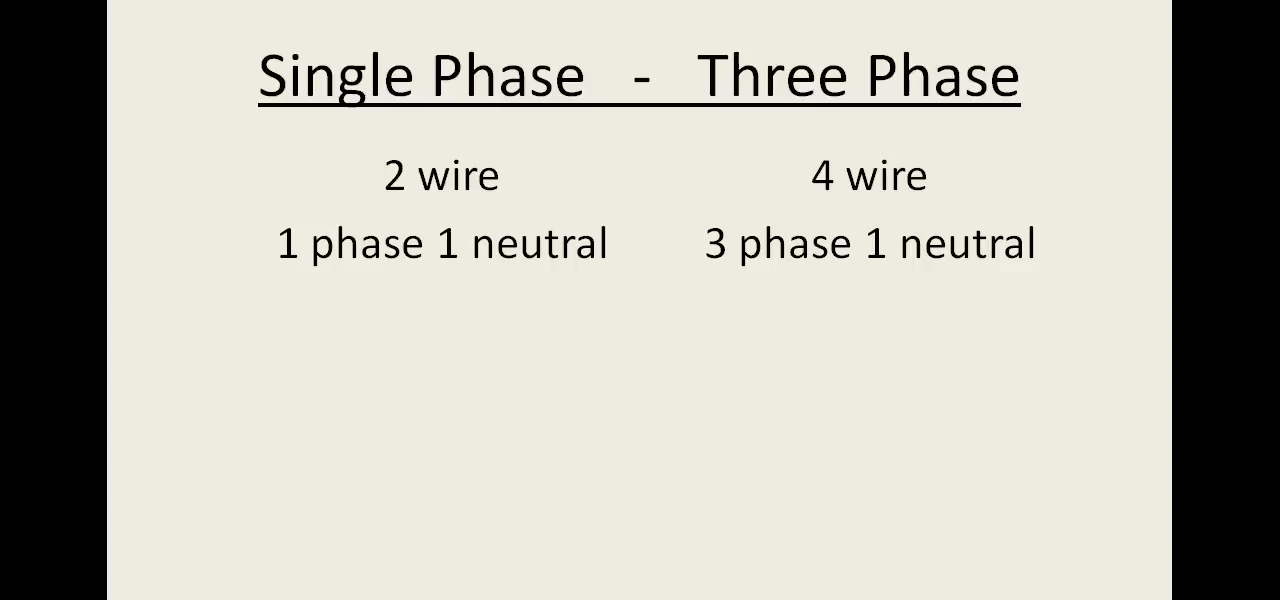 Single Phase - Three Phase
2 wire 4 wire
1 phase 1 neutral 3 phase 1 neutral